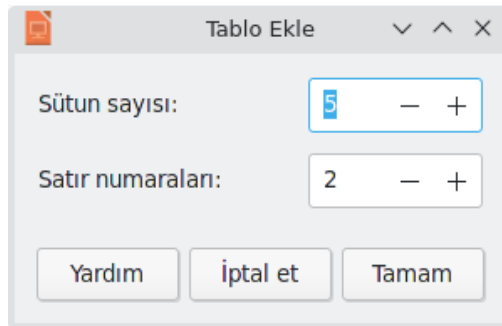 Tablo Ekle
Sütun sayısı: 5
Satır numaraları: 2
Yardım İptal et Tamam